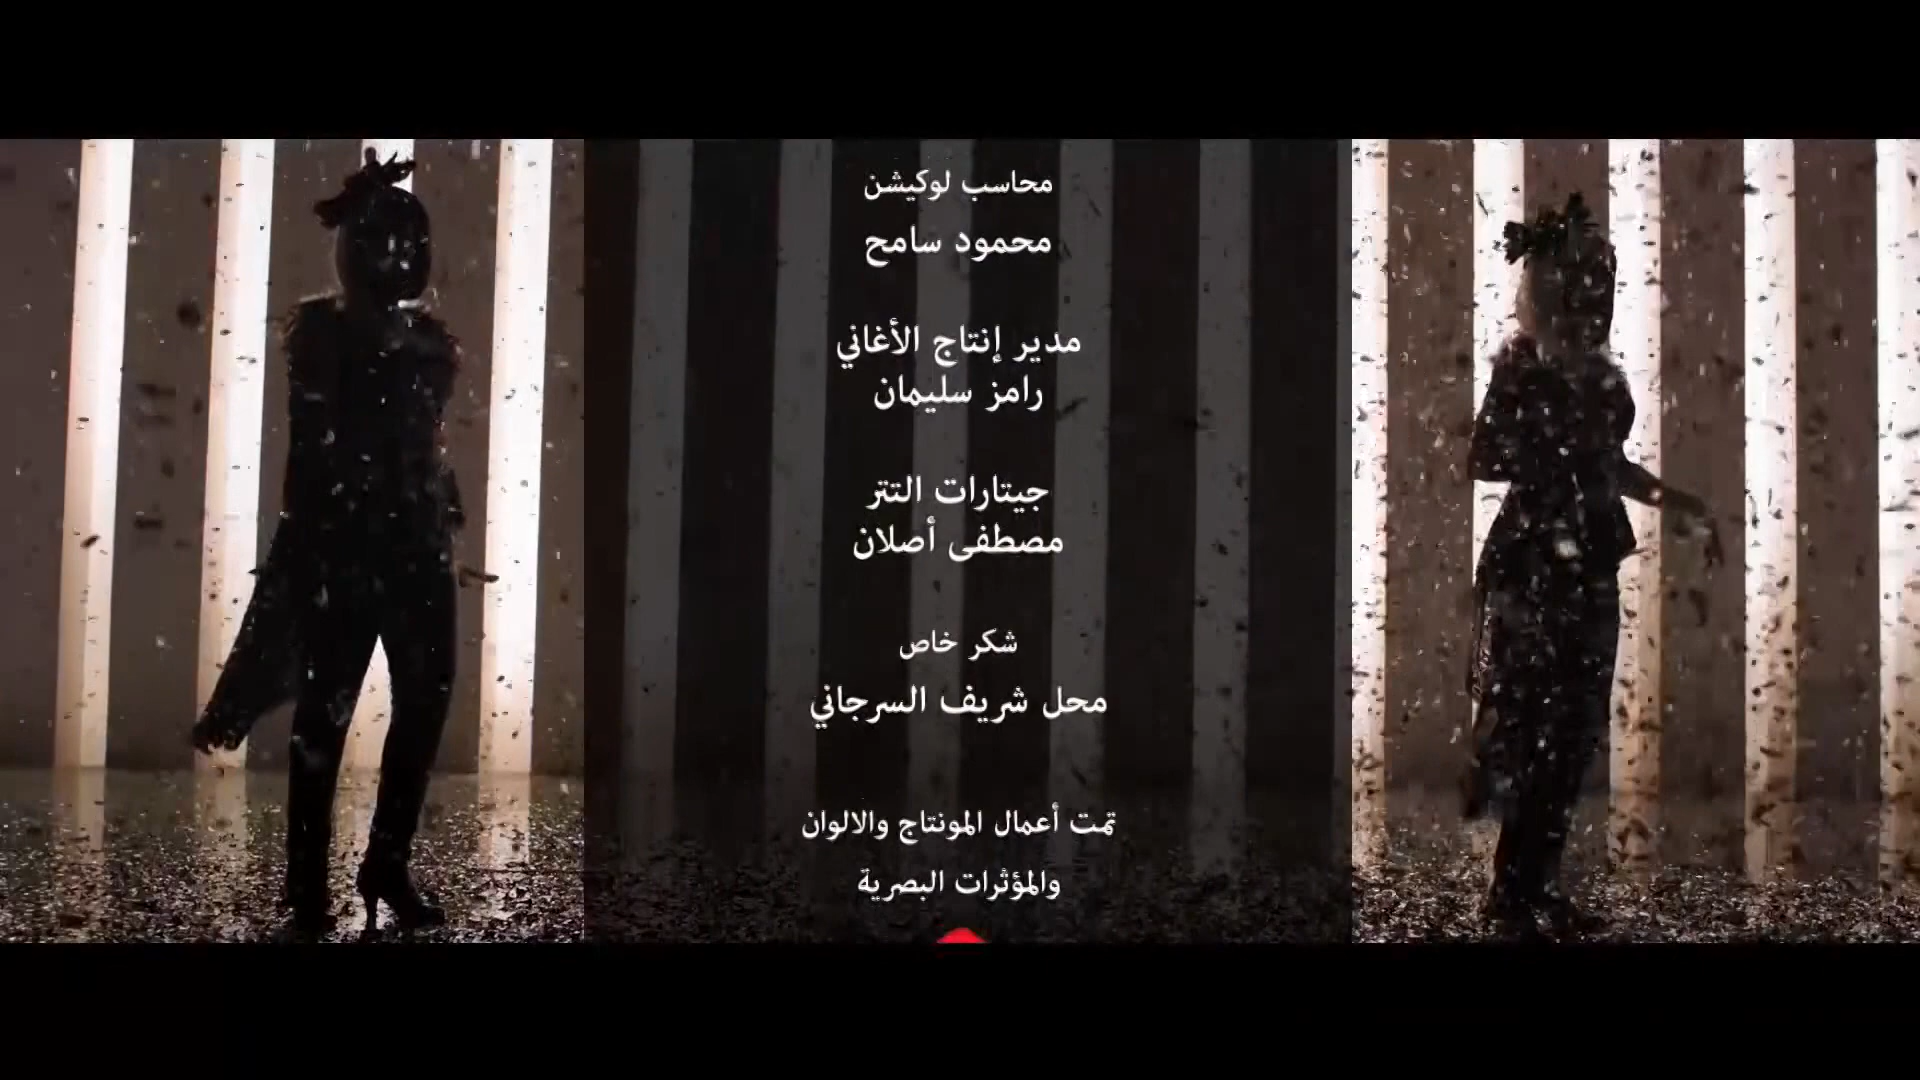 محاسب لوكيشن
محمود سامح
مدير إنتاج الأغاني
رامز سليمان
جيتارات التتر
مصطفى أصلان
شكر خاص
محل شريف السرجاني
تمت أعمال المونتاج والالوان
والمؤثرات البصرية